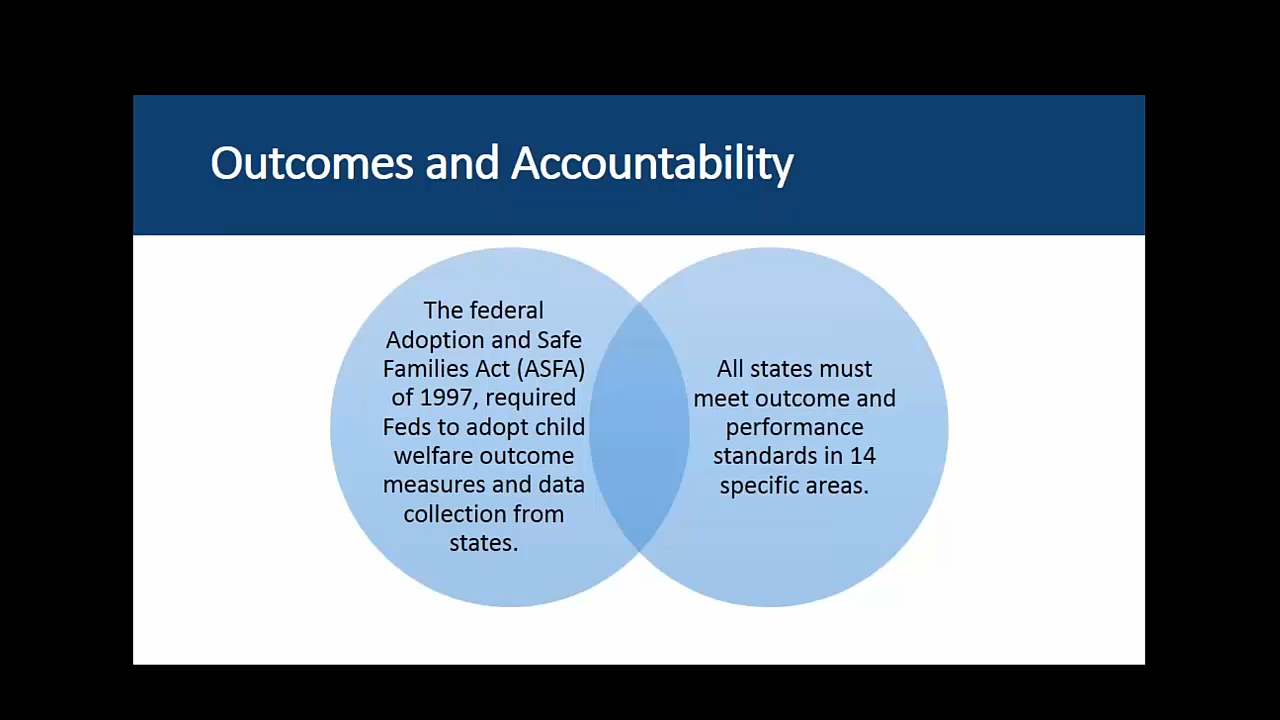 Outcomes and Accountability
The federal
Adoption and Safe
Families Act (ASFA)
of 1997, required
Feds to adopt child
welfare outcome
measures and data
collection from
states.
All states must
meet outcome and
performance
standards in 14
specific areas.